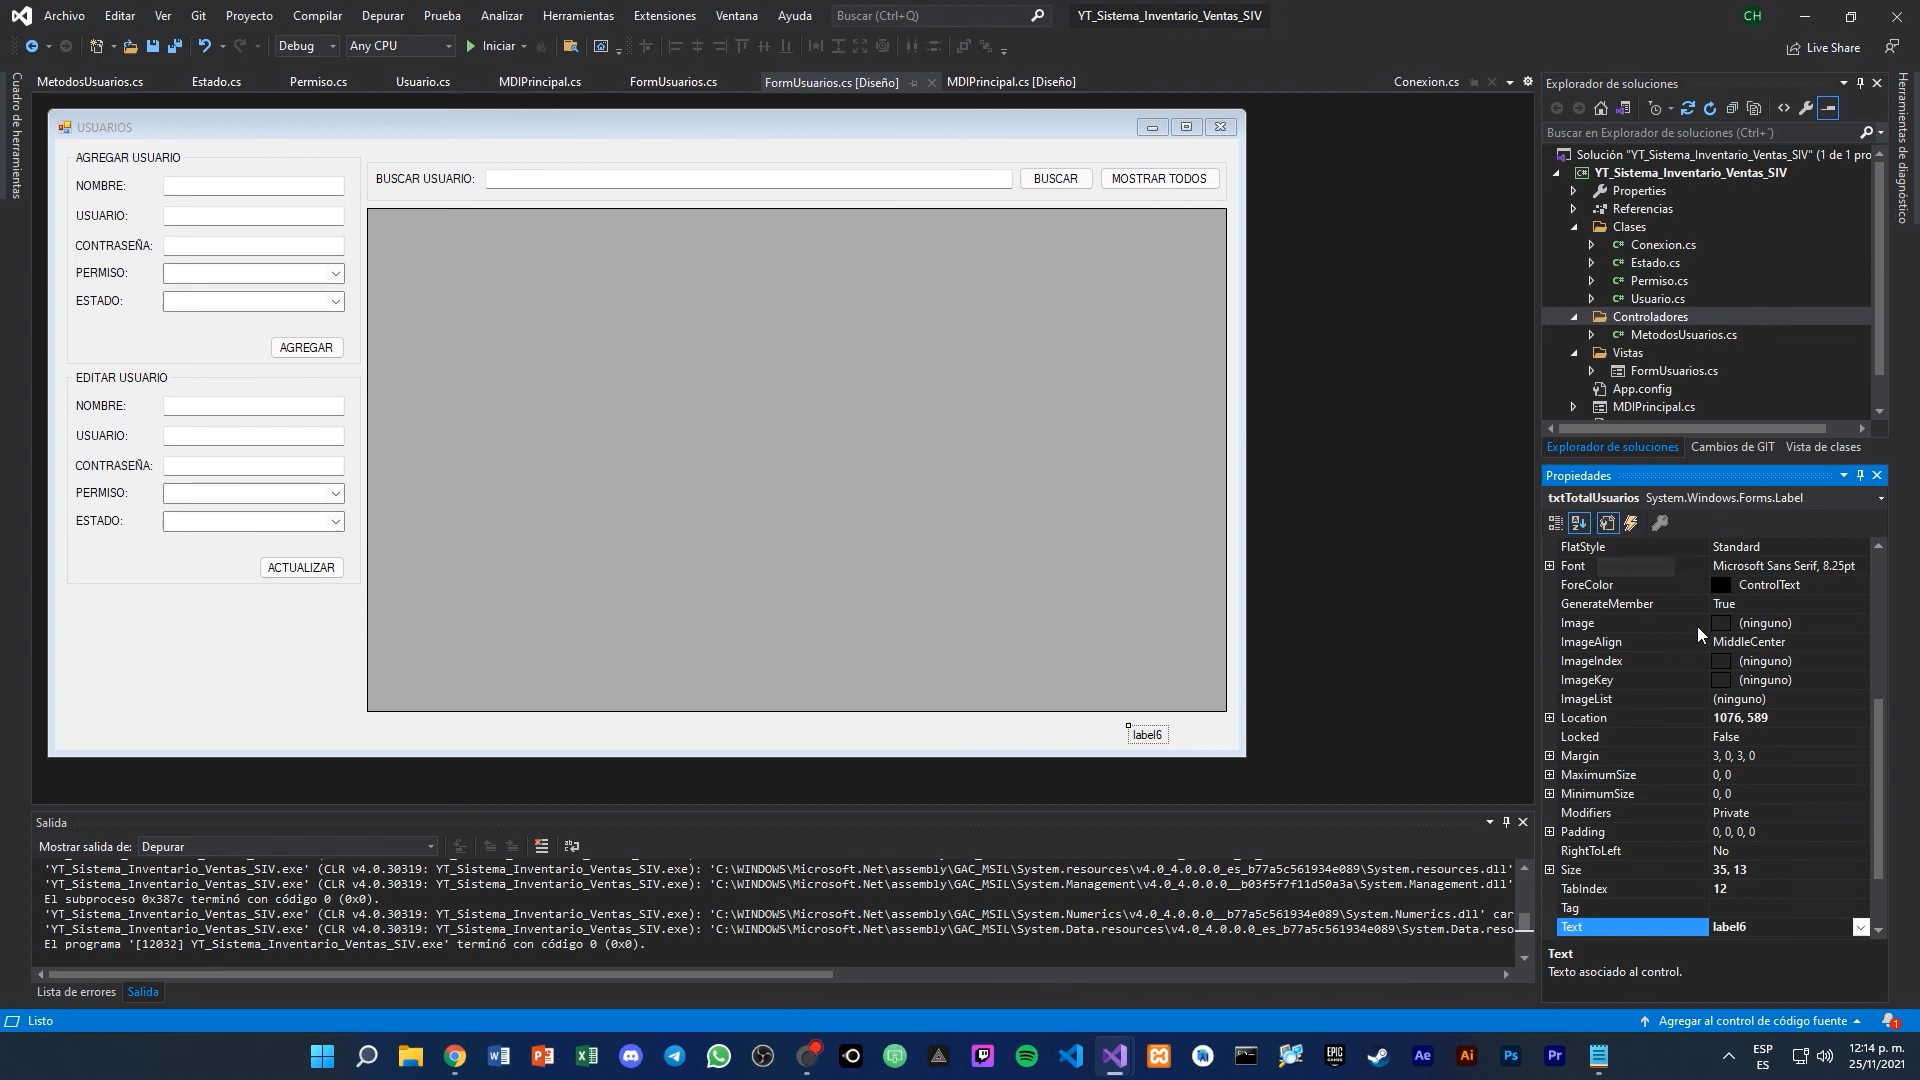 Archivo Editar Ver Git Proyecto Compilar Depurar Prueba Analizar Herramientas Extensiones Ventana Ayuda Buscar (Ctrl+Q) YT_Sistema_Inventario_Ventas_SIV CH
Debug Any CPU Iniciar Live Share
MetodosUsuarios.cs Estado.cs Permiso.cs Usuario.cs MDIPrincipal.cs FormUsuarios.cs FormUsuarios.cs [Diseño] MDIPrincipal.cs [Diseño] Conexion.cs
Cuadro de herramientas
USUARIOS
AGREGAR USUARIO
NOMBRE:
USUARIO:
CONTRASEÑA:
PERMISO:
ESTADO:
AGREGAR
EDITAR USUARIO
NOMBRE:
USUARIO:
CONTRASEÑA:
PERMISO:
ESTADO:
ACTUALIZAR
BUSCAR USUARIO: BUSCAR MOSTRAR TODOS
label6
Salida
Mostrar salida de: Depurar
'YT_Sistema_Inventario_Ventas_SIV.exe' (CLR v4.0.30319: YT_Sistema_Inventario_Ventas_SIV.exe): 'C:\WINDOWS\Microsoft.Net\assembly\GAC_MSIL\System.resources\v4.0_4.0.0.0_es_b77a5c561934e089\System.resources.dll'
'YT_Sistema_Inventario_Ventas_SIV.exe' (CLR v4.0.30319: YT_Sistema_Inventario_Ventas_SIV.exe): 'C:\WINDOWS\Microsoft.Net\assembly\GAC_MSIL\System.Management\v4.0_4.0.0.0__b03f5f7f11d50a3a\System.Management.dll'
El subproceso 0x387c terminó con código 0 (0x0).
'YT_Sistema_Inventario_Ventas_SIV.exe' (CLR v4.0.30319: YT_Sistema_Inventario_Ventas_SIV.exe): 'C:\WINDOWS\Microsoft.Net\assembly\GAC_MSIL\System.Numerics\v4.0_4.0.0.0__b77a5c561934e089\System.Numerics.dll' car
'YT_Sistema_Inventario_Ventas_SIV.exe' (CLR v4.0.30319: YT_Sistema_Inventario_Ventas_SIV.exe): 'C:\WINDOWS\Microsoft.Net\assembly\GAC_MSIL\System.Data.resources\v4.0_4.0.0.0_es_b77a5c561934e089\System.Data.reso
El programa '[12032] YT_Sistema_Inventario_Ventas_SIV.exe' terminó con código 0 (0x0).
Lista de errores Salida
Explorador de soluciones
Buscar en Explorador de soluciones (Ctrl+´)
Solución "YT_Sistema_Inventario_Ventas_SIV" (1 de 1 pro
YT_Sistema_Inventario_Ventas_SIV
Properties
Referencias
Clases
C# Conexion.cs
C# Estado.cs
C# Permiso.cs
C# Usuario.cs
Controladores
C# MetodosUsuarios.cs
Vistas
FormUsuarios.cs
App.config
MDIPrincipal.cs
Explorador de soluciones Cambios de GIT Vista de clases
Herramientas de diagnóstico
Propiedades
txtTotalUsuarios System.Windows.Forms.Label
FlatStyle Standard
Font Microsoft Sans Serif, 8.25pt
ForeColor ControlText
GenerateMember True
Image (ninguno)
ImageAlign MiddleCenter
ImageIndex (ninguno)
ImageKey (ninguno)
ImageList (ninguno)
Location 1076, 589
Locked False
Margin 3, 0, 3, 0
MaximumSize 0, 0
MinimumSize 0, 0
Modifiers Private
Padding 0, 0, 0, 0
RightToLeft No
Size 35, 13
TabIndex 12
Tag
Text label6
Text
Texto asociado al control.
Listo Agregar al control de código fuente 1
EPIC GAMES Ae Ai Ps Pr
ESP
ES
12:14 p. m.
25/11/2021